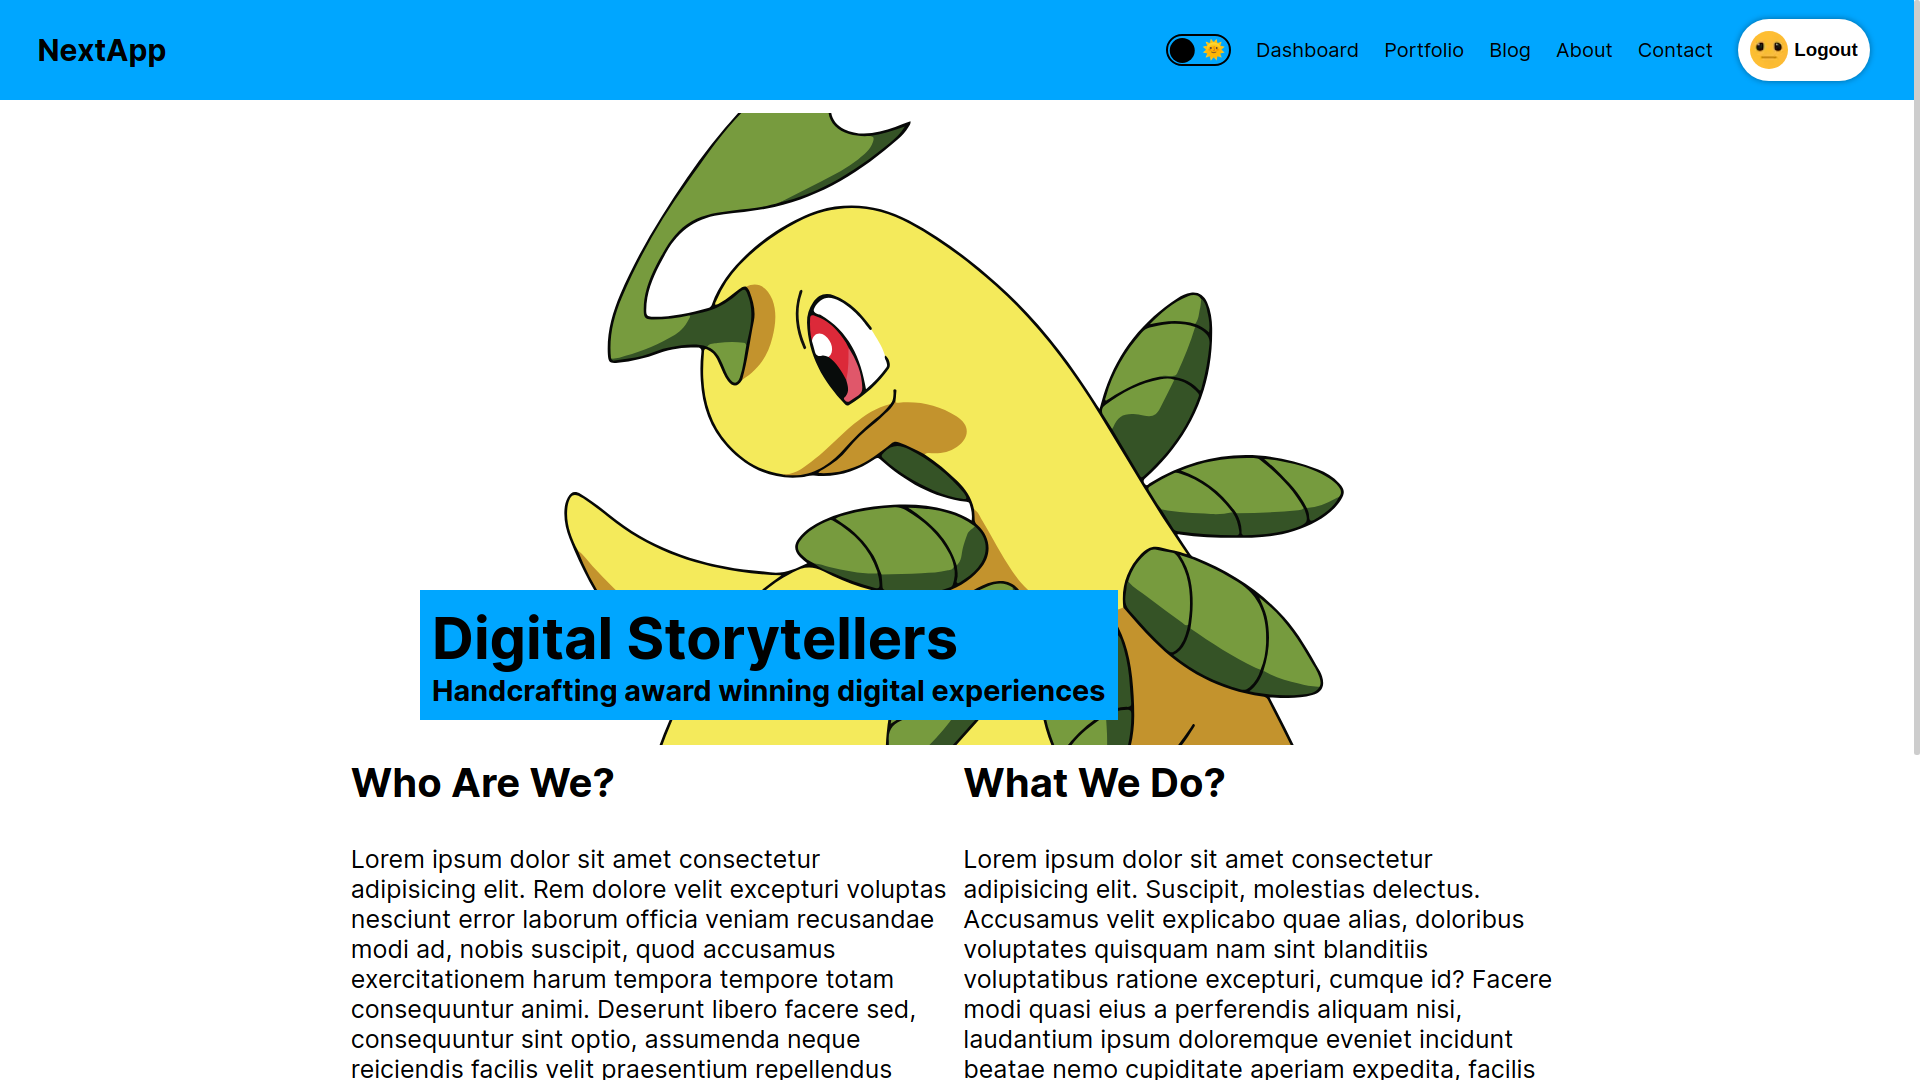 NextApp
Dashboard Portfolio Blog About Contact Logout
Digital Storytellers
Handcrafting award winning digital experiences
Who Are We?
Lorem ipsum dolor sit amet consectetur
adipisicing elit. Rem dolore velit excepturi voluptas
nesciunt error laborum officia veniam recusandae
modi ad, nobis suscipit, quod accusamus
exercitationem harum tempora tempore totam
consequuntur animi. Deserunt libero facere sed,
consequuntur sint optio, assumenda neque
reiciendis facilis velit praesentium repellendus
What We Do?
Lorem ipsum dolor sit amet consectetur
adipisicing elit. Suscipit, molestias delectus.
Accusamus velit explicabo quae alias, doloribus
voluptates quisquam nam sint blanditiis
voluptatibus ratione excepturi, cumque id? Facere
modi quasi eius a perferendis aliquam nisi,
laudantium ipsum doloremque eveniet incidunt
beatae nemo cupiditate aperiam expedita, facilis